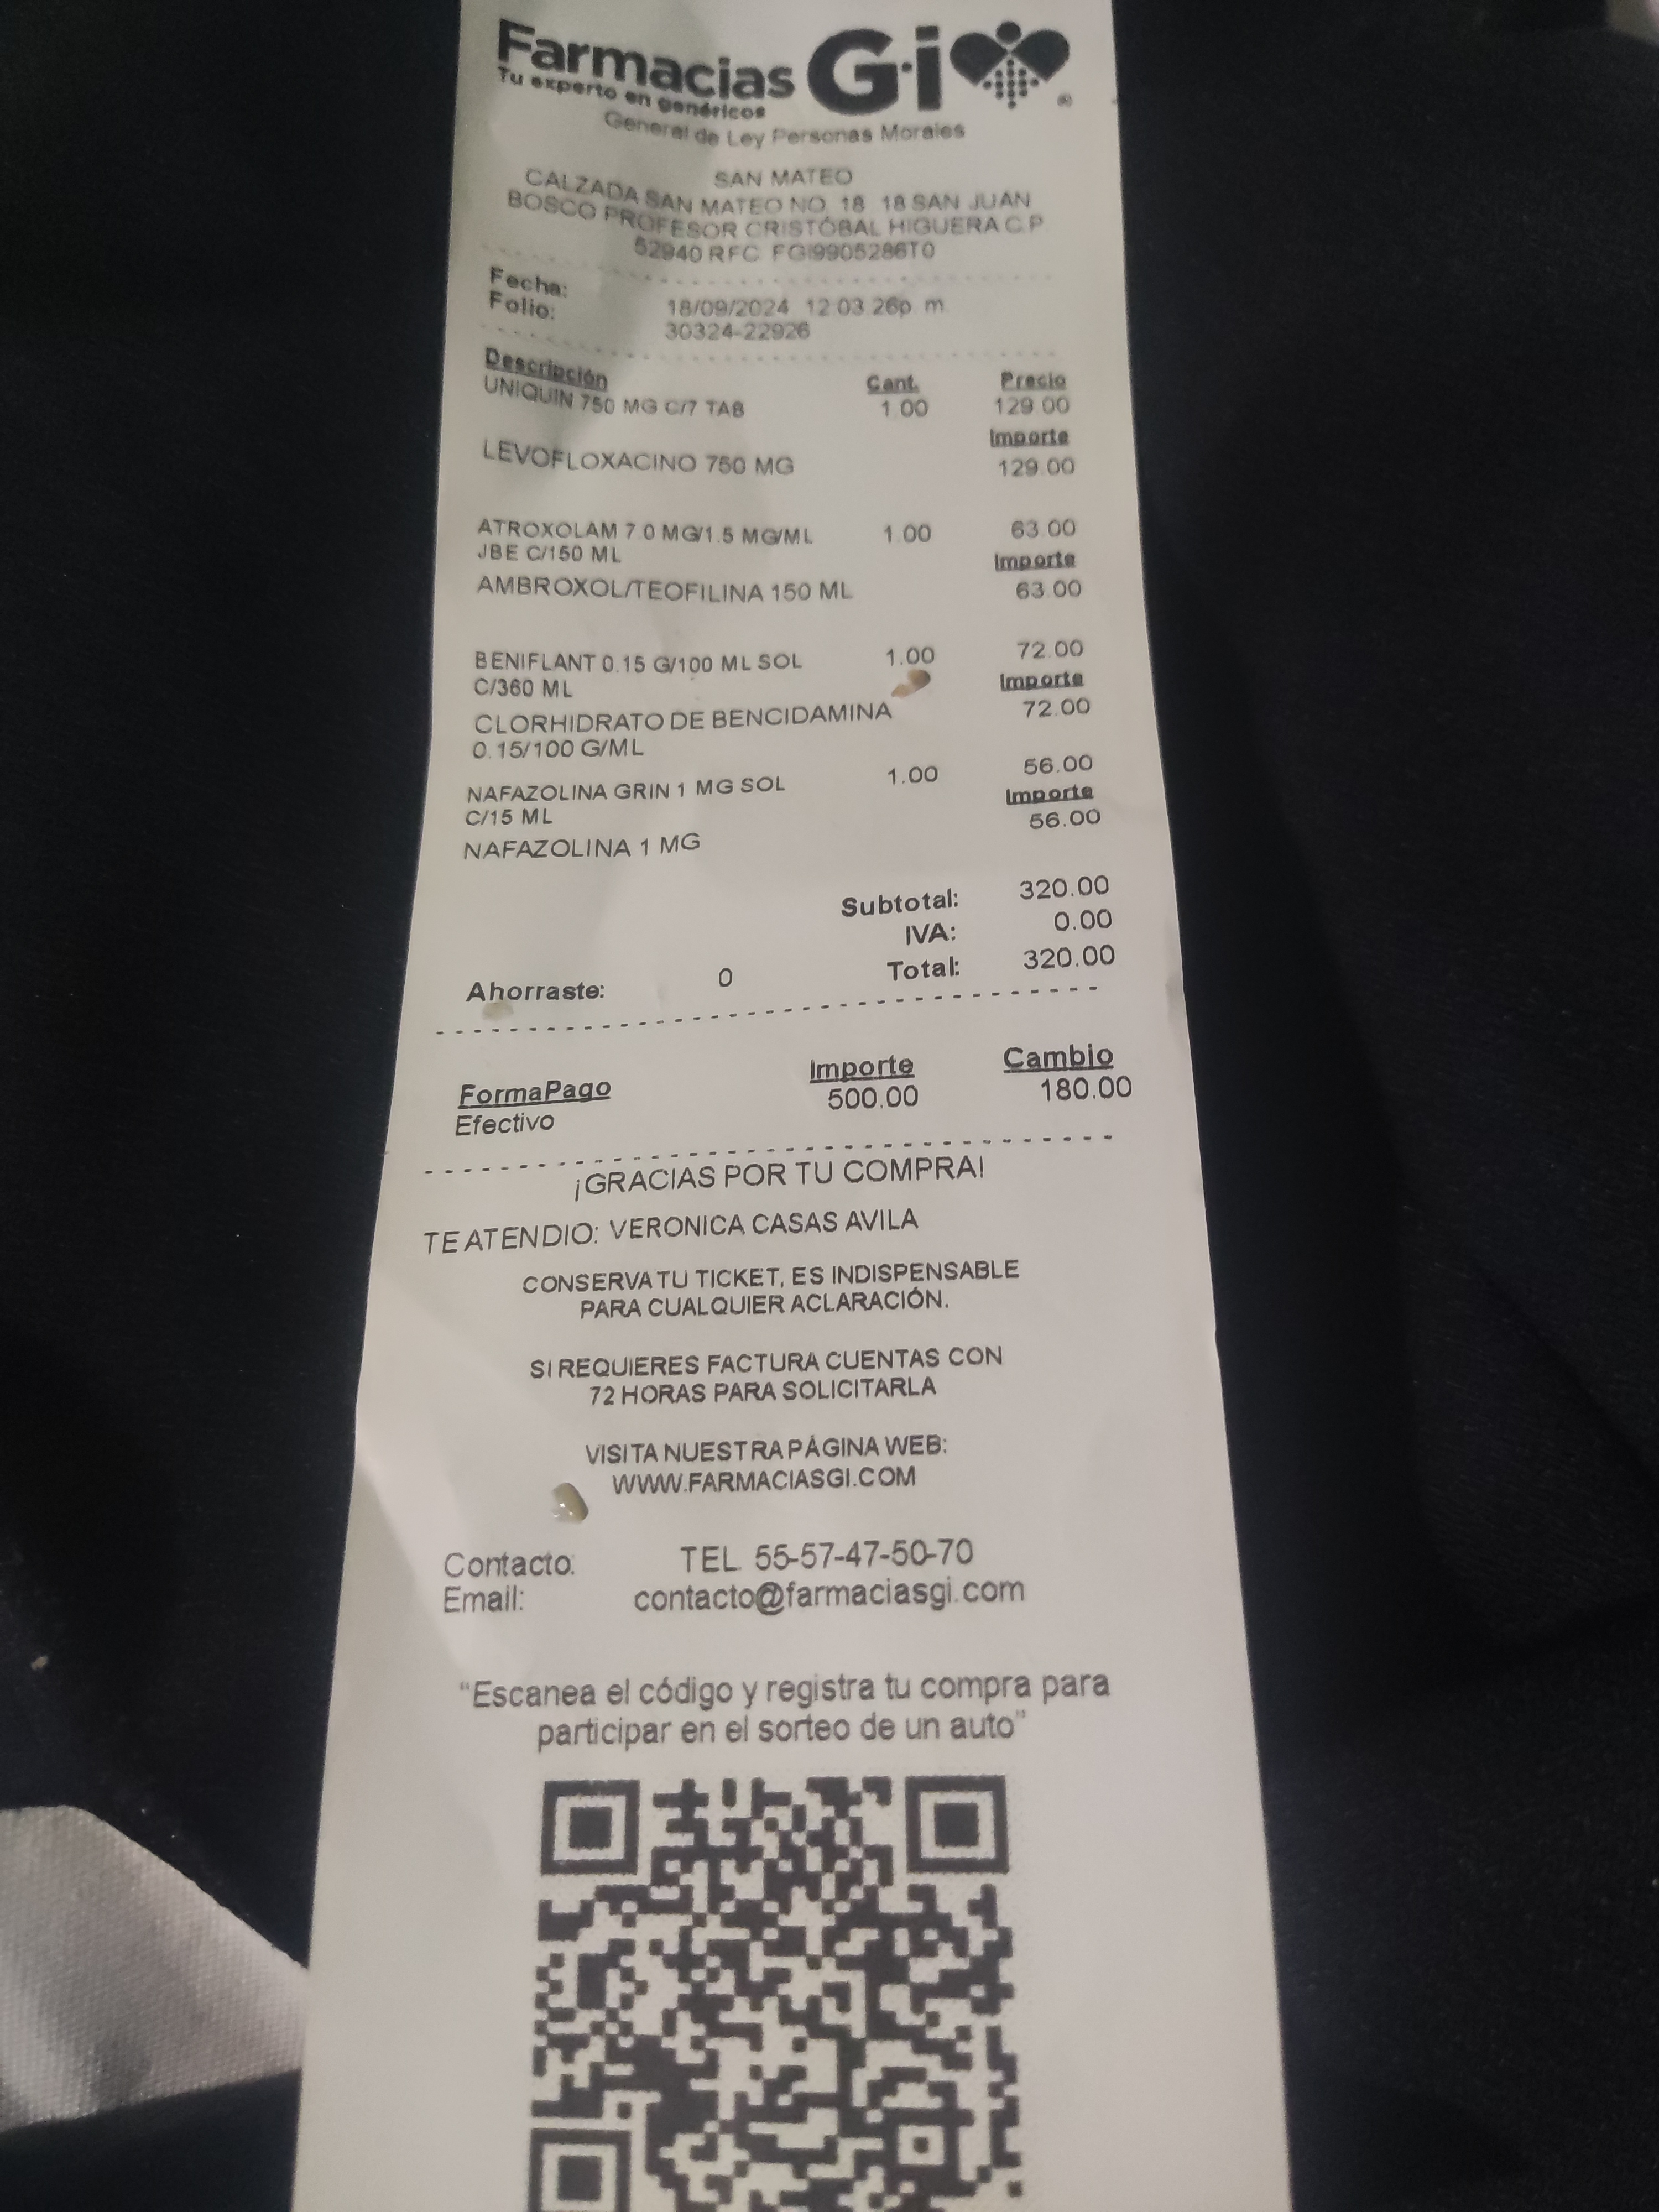 Farmacias Gi
Tu experto en genéricos
General de Ley Personas Morales
SAN MATEO
CALZADA SAN MATEO NO. 18 18 SAN JUAN
BOSCO PROFESOR CRISTÓBAL HIGUERA C.P
52940 RFC FGI9905286T0
Fecha: 18/09/2024 12:03:26p. m.
Folio: 30324-22926
Descripción Cant. Precio
UNIQUIN 750 MG C/7 TAB 1.00 129.00
Importe
LEVOFLOXACINO 750 MG 129.00
ATROXOLAM 7.0 MG/1.5 MG/ML 1.00 63.00
JBE C/150 ML Importe
AMBROXOL/TEOFILINA 150 ML 63.00
BENIFLANT 0.15 G/100 ML SOL 1.00 72.00
C/360 ML Importe
CLORHIDRATO DE BENCIDAMINA 72.00
0.15/100 G/ML
NAFAZOLINA GRIN 1 MG SOL 1.00 56.00
C/15 ML Importe
NAFAZOLINA 1 MG 56.00
Subtotal: 320.00
IVA: 0.00
Ahorraste: 0 Total: 320.00
FormaPago Importe Cambio
Efectivo 500.00 180.00
¡GRACIAS POR TU COMPRA!
TE ATENDIO: VERONICA CASAS AVILA
CONSERVA TU TICKET, ES INDISPENSABLE
PARA CUALQUIER ACLARACIÓN.
SI REQUIERES FACTURA CUENTAS CON
72 HORAS PARA SOLICITARLA
VISITA NUESTRA PÁGINA WEB:
WWW.FARMACIASGI.COM
Contacto: TEL. 55-57-47-50-70
Email: contacto@farmaciasgi.com
"Escanea el código y registra tu compra para
participar en el sorteo de un auto"